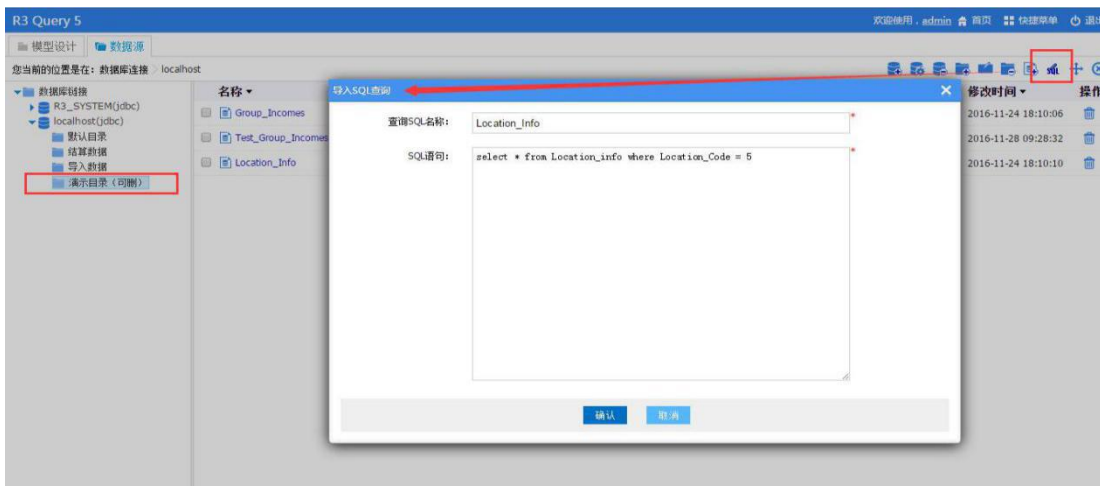 R3 Query 5
欢迎使用，admin 首页 快捷菜单 退出
模型设计 数据源
您当前的位置是在：数据库连接 localhost
数据库链接
R3_SYSTEM(jdbc)
localhost(jdbc)
默认目录
结算数据
导入数据
演示目录（可删）
名称 修改时间 操作
Group_Incomes 2016-11-24 18:10:06
Test_Group_Incomes 2016-11-28 09:28:32
Location_Info 2016-11-24 18:10:10
SQL
导入SQL查询
查询SQL名称： Location_Info *
SQL语句： select * from Location_info where Location_Code = 5 *
确认 取消